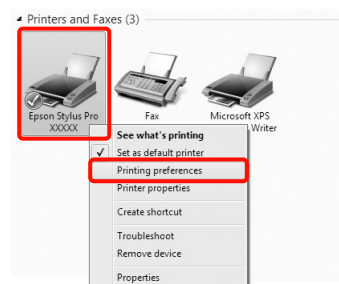 Printers and Faxes (3)
Epson Stylus Pro
XXXXX
Fax
Microsoft XPS
Writer
See what's printing
Set as default printer
Printing preferences
Printer properties
Create shortcut
Troubleshoot
Remove device
Properties